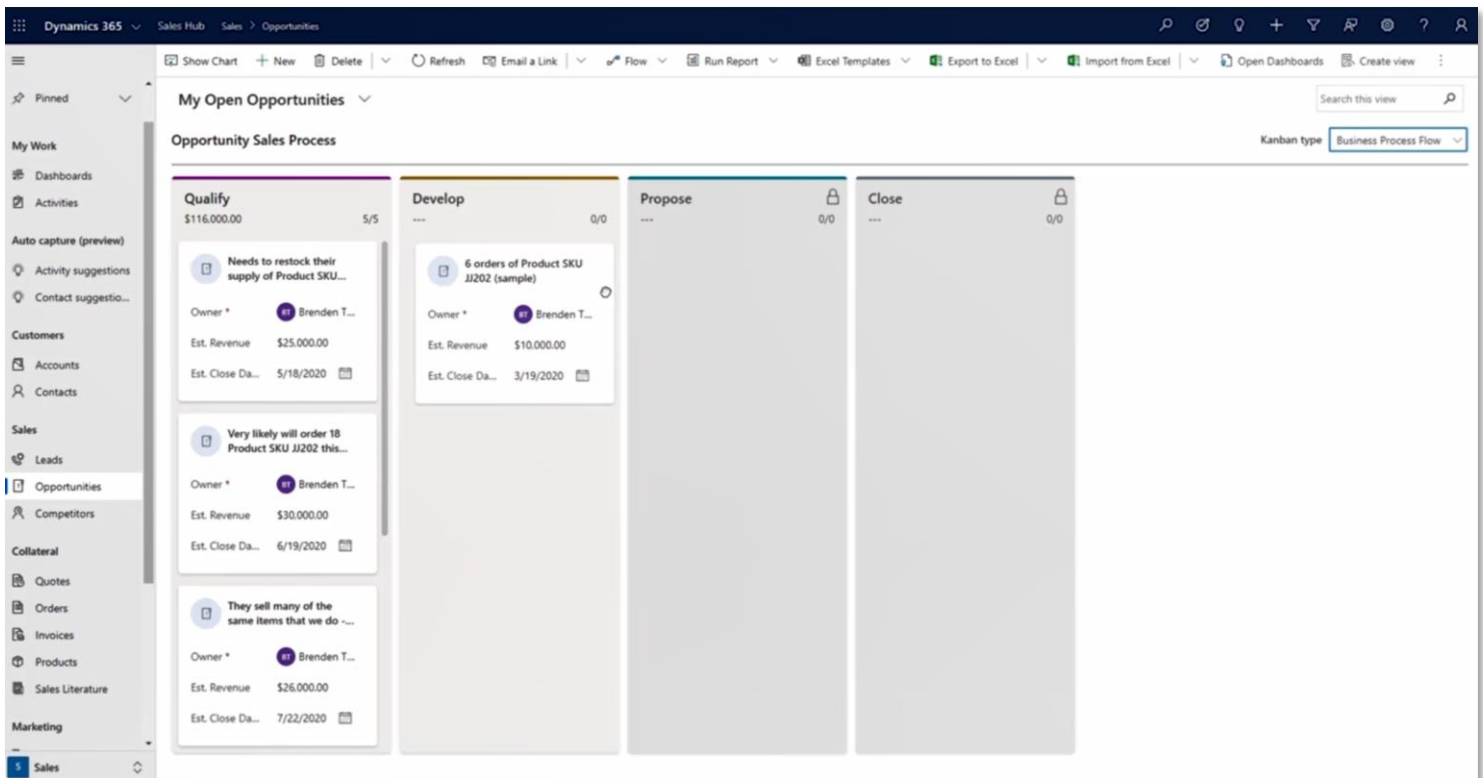 Dynamics 365 Sales Hub Sales > Opportunities
Show Chart New Delete Refresh Email a Link Flow Run Report Excel Templates Export to Excel Import from Excel Open Dashboards Create view
Pinned
My Work
Dashboards
Activities
Auto capture (preview)
Activity suggestions
Contact suggestio...
Customers
Accounts
Contacts
Sales
Leads
Opportunities
Competitors
Collateral
Quotes
Orders
Invoices
Products
Sales Literature
Marketing
S Sales
My Open Opportunities
Search this view
Opportunity Sales Process
Kanban type Business Process Flow
Qualify
$116,000.00 5/5
Needs to restock their
supply of Product SKU...
Owner * BT Brenden T...
Est. Revenue $25,000.00
Est. Close Da... 5/18/2020
Very likely will order 18
Product SKU JJ202 this...
Owner * BT Brenden T...
Est. Revenue $30,000.00
Est. Close Da... 6/19/2020
They sell many of the
same items that we do -...
Owner * BT Brenden T...
Est. Revenue $26,000.00
Est. Close Da... 7/22/2020
Develop
--- 0/0
6 orders of Product SKU
JJ202 (sample)
Owner * BT Brenden T...
Est. Revenue $10,000.00
Est. Close Da... 3/19/2020
Propose
--- 0/0
Close
--- 0/0